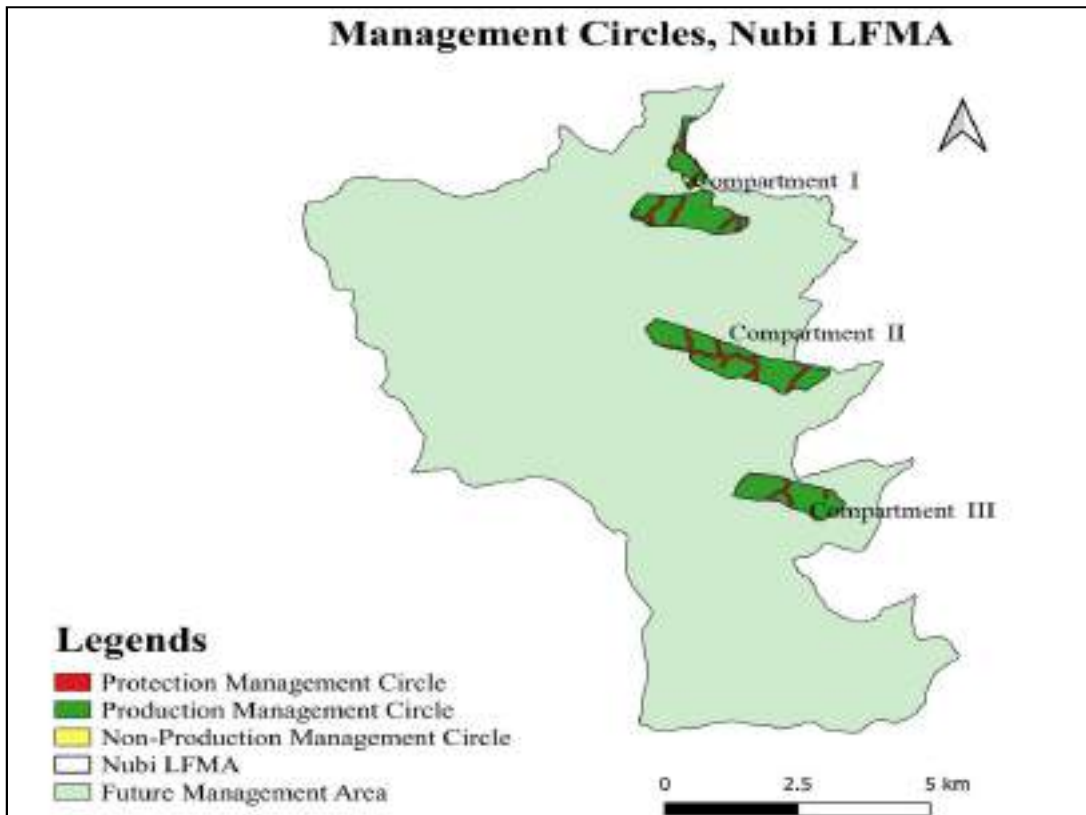 Management Circles, Nubi LFMA
Compartment I
Compartment II
Compartment III
Legends
Protection Management Circle
Production Management Circle
Non-Production Management Circle
Nubi LFMA
Future Management Area
0 2.5 5 km